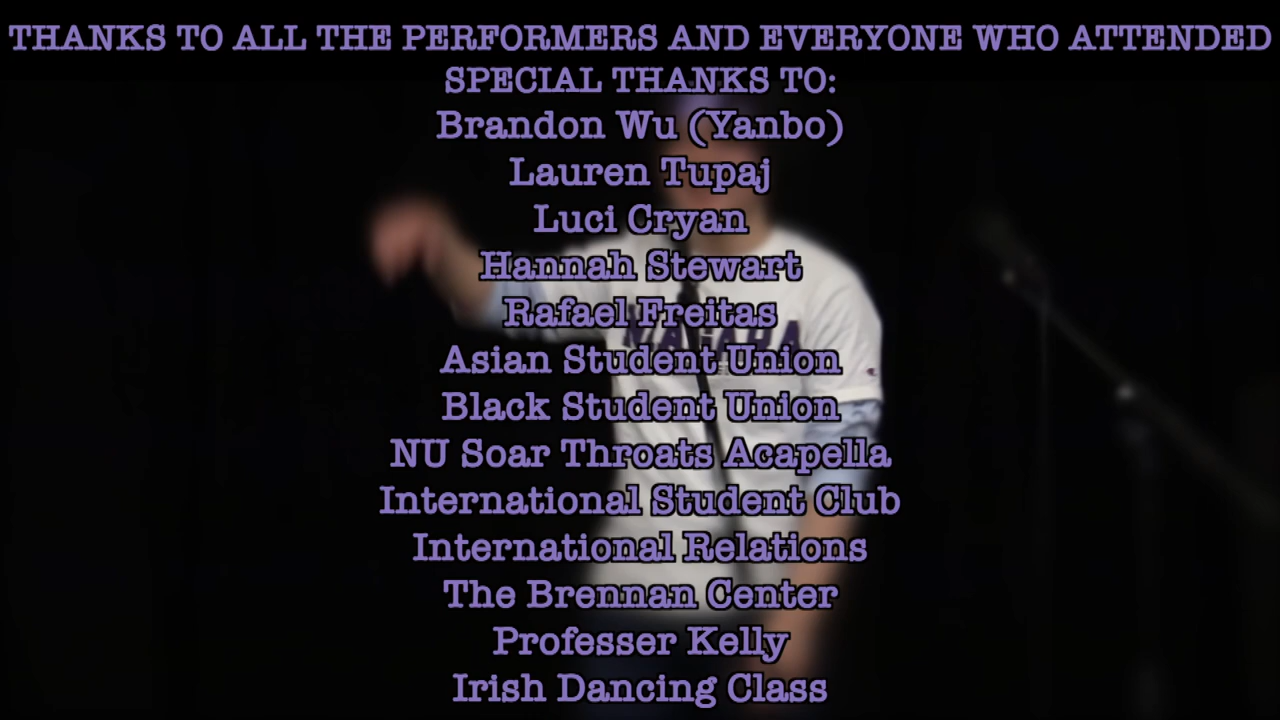 THANKS TO ALL THE PERFORMERS AND EVERYONE WHO ATTENDED
SPECIAL THANKS TO:
Brandon Wu (Yanbo)
Lauren Tupaj
Luci Cryan
Hannah Stewart
Rafael Freitas
Asian Student Union
Black Student Union
NU Soar Throats Acapella
International Student Club
International Relations
The Brennan Center
Professer Kelly
Irish Dancing Class